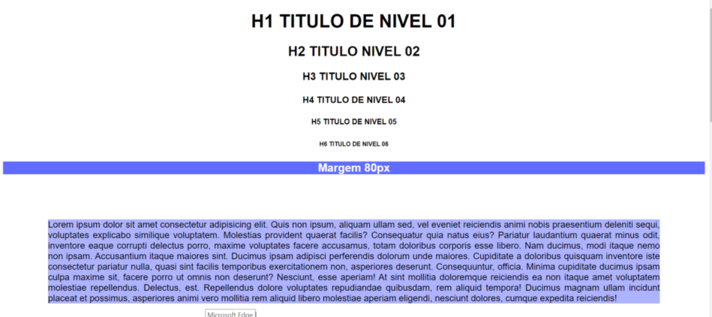 H1 TITULO DE NIVEL 01
H2 TITULO NIVEL 02
H3 TITULO NIVEL 03
H4 TITULO NIVEL 04
H5 TITULO NIVEL 05
H6 TITULO DE NIVEL 06
Margem 80px
Lorem ipsum dolor sit amet consectetur adipisicing elit. Quis non ipsum, aliquam ullam sed, vel eveniet reiciendis animi nobis praesentium deleniti sequi,
voluptates explicabo similique voluptatem. Molestias provident quaerat facilis? Consequatur quia natus eius? Pariatur laudantium quaerat minus odit,
inventore eaque corrupti delectus porro, maxime voluptates facere accusamus, totam doloribus corporis esse libero. Nam ducimus, modi itaque nemo
non ipsam. Accusantium itaque maiores sint. Ducimus ipsam adipisci perferendis dolorum unde maiores. Cupiditate a doloribus quisquam inventore iste
consectetur pariatur nulla, quasi sint facilis temporibus exercitationem non, asperiores deserunt. Consequuntur, officia. Minima cupiditate ducimus ipsam
culpa maxime sit, facere porro ut omnis non deserunt? Nesciunt, esse aperiam! At sint mollitia doloremque reiciendis ea non itaque amet voluptatem
molestiae repellendus. Delectus, est. Repellendus dolore voluptates repudiandae quibusdam, rem aliquid tempora! Ducimus magnam ullam incidunt
placeat et possimus, asperiores animi vero mollitia rem aliquid libero molestiae aperiam eligendi, nesciunt dolores, cumque expedita reiciendis!
Microsoft Edge